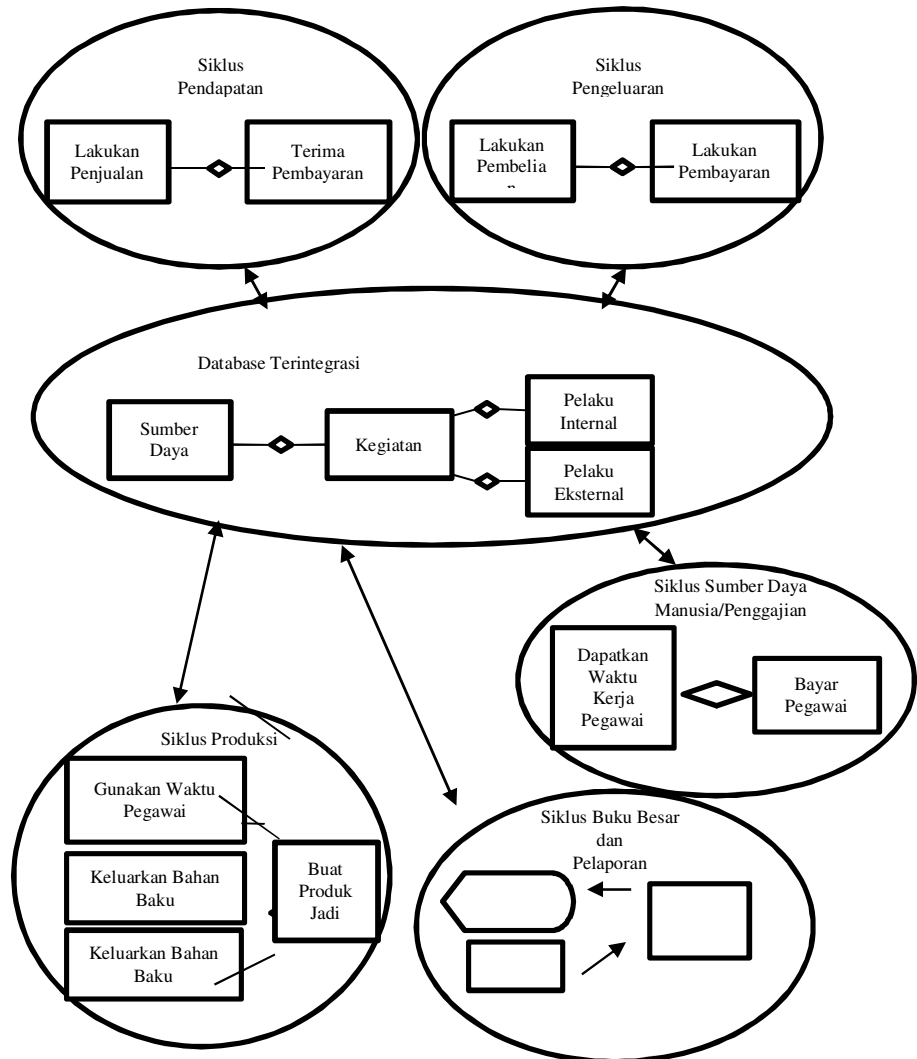 Siklus
Pendapatan
Lakukan
Penjualan
Terima
Pembayaran
Siklus
Pengeluaran
Lakukan
Pembelia
n
Lakukan
Pembayaran
Database Terintegrasi
Sumber
Daya
Kegiatan
Pelaku
Internal
Pelaku
Eksternal
Siklus Sumber Daya
Manusia/Penggajian
Dapatkan
Waktu
Kerja
Pegawai
Bayar
Pegawai
Siklus Produksi
Gunakan Waktu
Pegawai
Keluarkan Bahan
Baku
Keluarkan Bahan
Baku
Buat
Produk
Jadi
Siklus Buku Besar
dan
Pelaporan